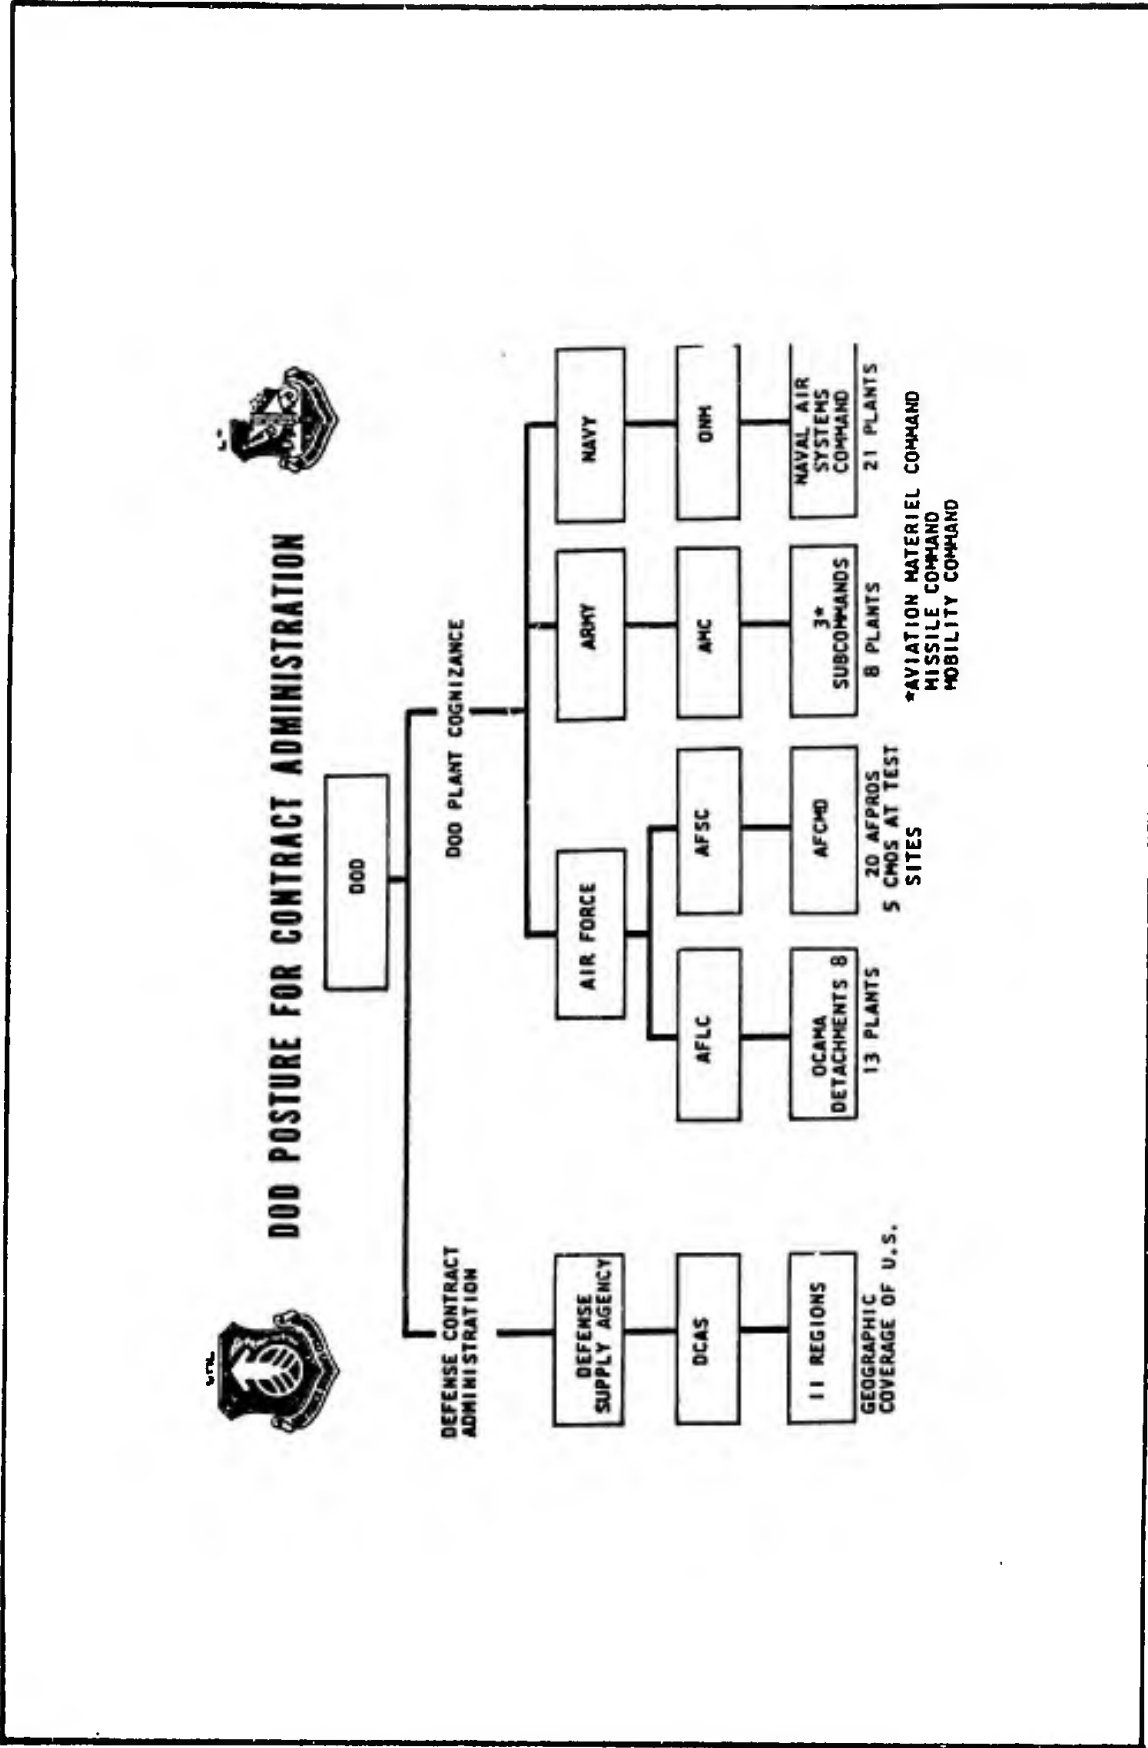 DOD POSTURE FOR CONTRACT ADMINISTRATION
DOD
DEFENSE CONTRACT
ADMINISTRATION
DOD PLANT COGNIZANCE
DEFENSE
SUPPLY AGENCY
AIR FORCE
ARMY
NAVY
DCAS
AFLC
AFSC
AMC
ONM
11 REGIONS
OCAMA
DETACHMENTS 8
AFCMD
3*
SUBCOMMANDS
NAVAL AIR
SYSTEMS
COMMAND
GEOGRAPHIC
COVERAGE OF U.S.
13 PLANTS
20 AFPROS
5 CMOS AT TEST
SITES
8 PLANTS
21 PLANTS
*AVIATION MATERIEL COMMAND
MISSILE COMMAND
MOBILITY COMMAND